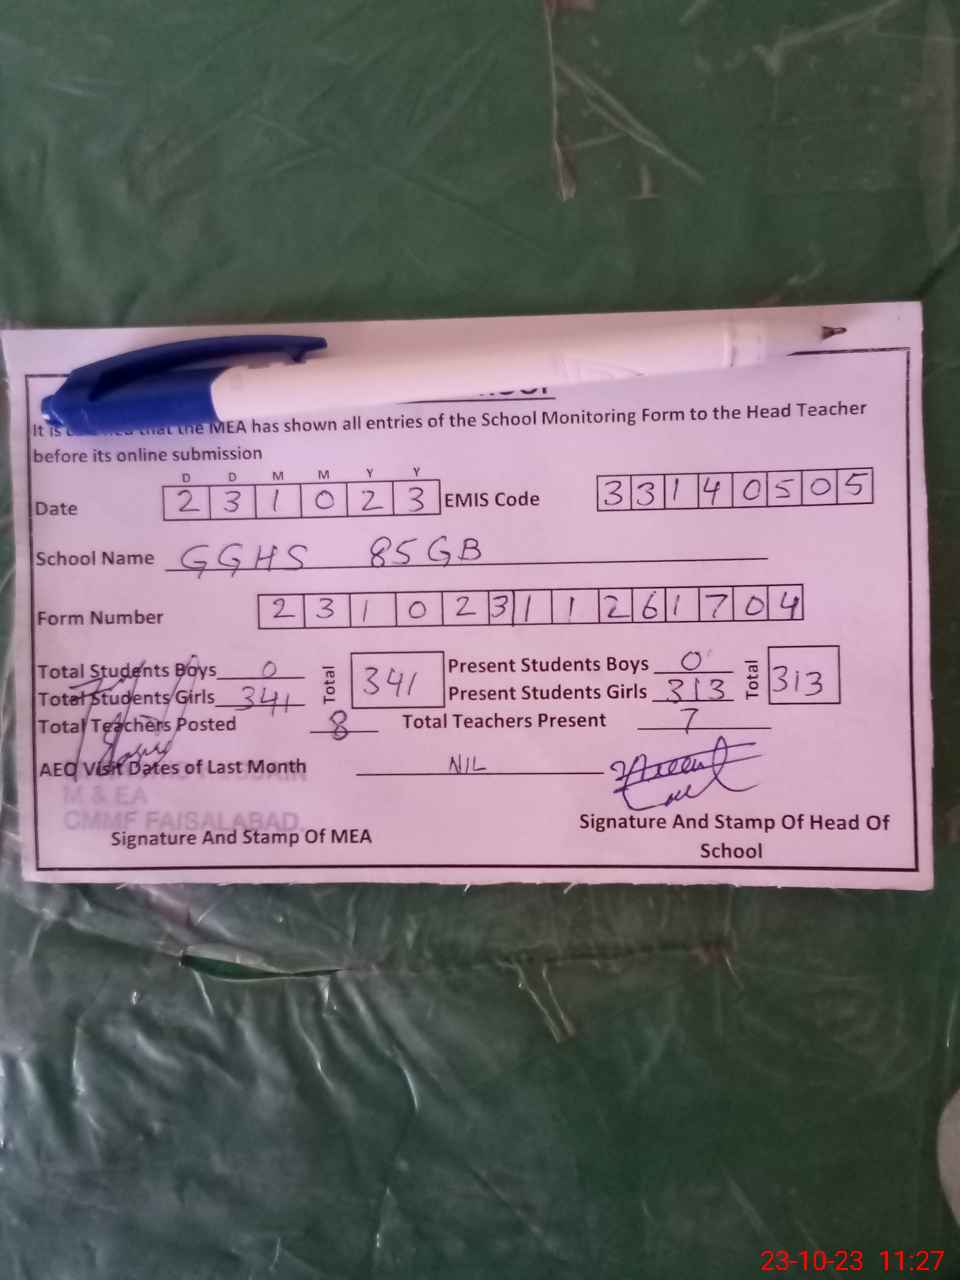 It is that the MEA has shown all entries of the School Monitoring Form to the Head Teacher
before its online submission
D D M M Y Y
Date 2 3 1 0 2 3 EMIS Code 3 3 1 4 0 5 0 5
School Name GGHS 85 GB
Form Number 2 3 1 0 2 3 1 1 2 6 1 7 0 4
Total Students Boys 0 Total 341 Present Students Boys 0 Total 313
Total Students Girls 341 Present Students Girls 313
Total Teachers Posted 8 Total Teachers Present 7
AEO Visit Dates of Last Month NIL
M & EA
CMMF FAISALABAD
Signature And Stamp Of MEA
Signature And Stamp Of Head Of
School
23-10-23 11:27